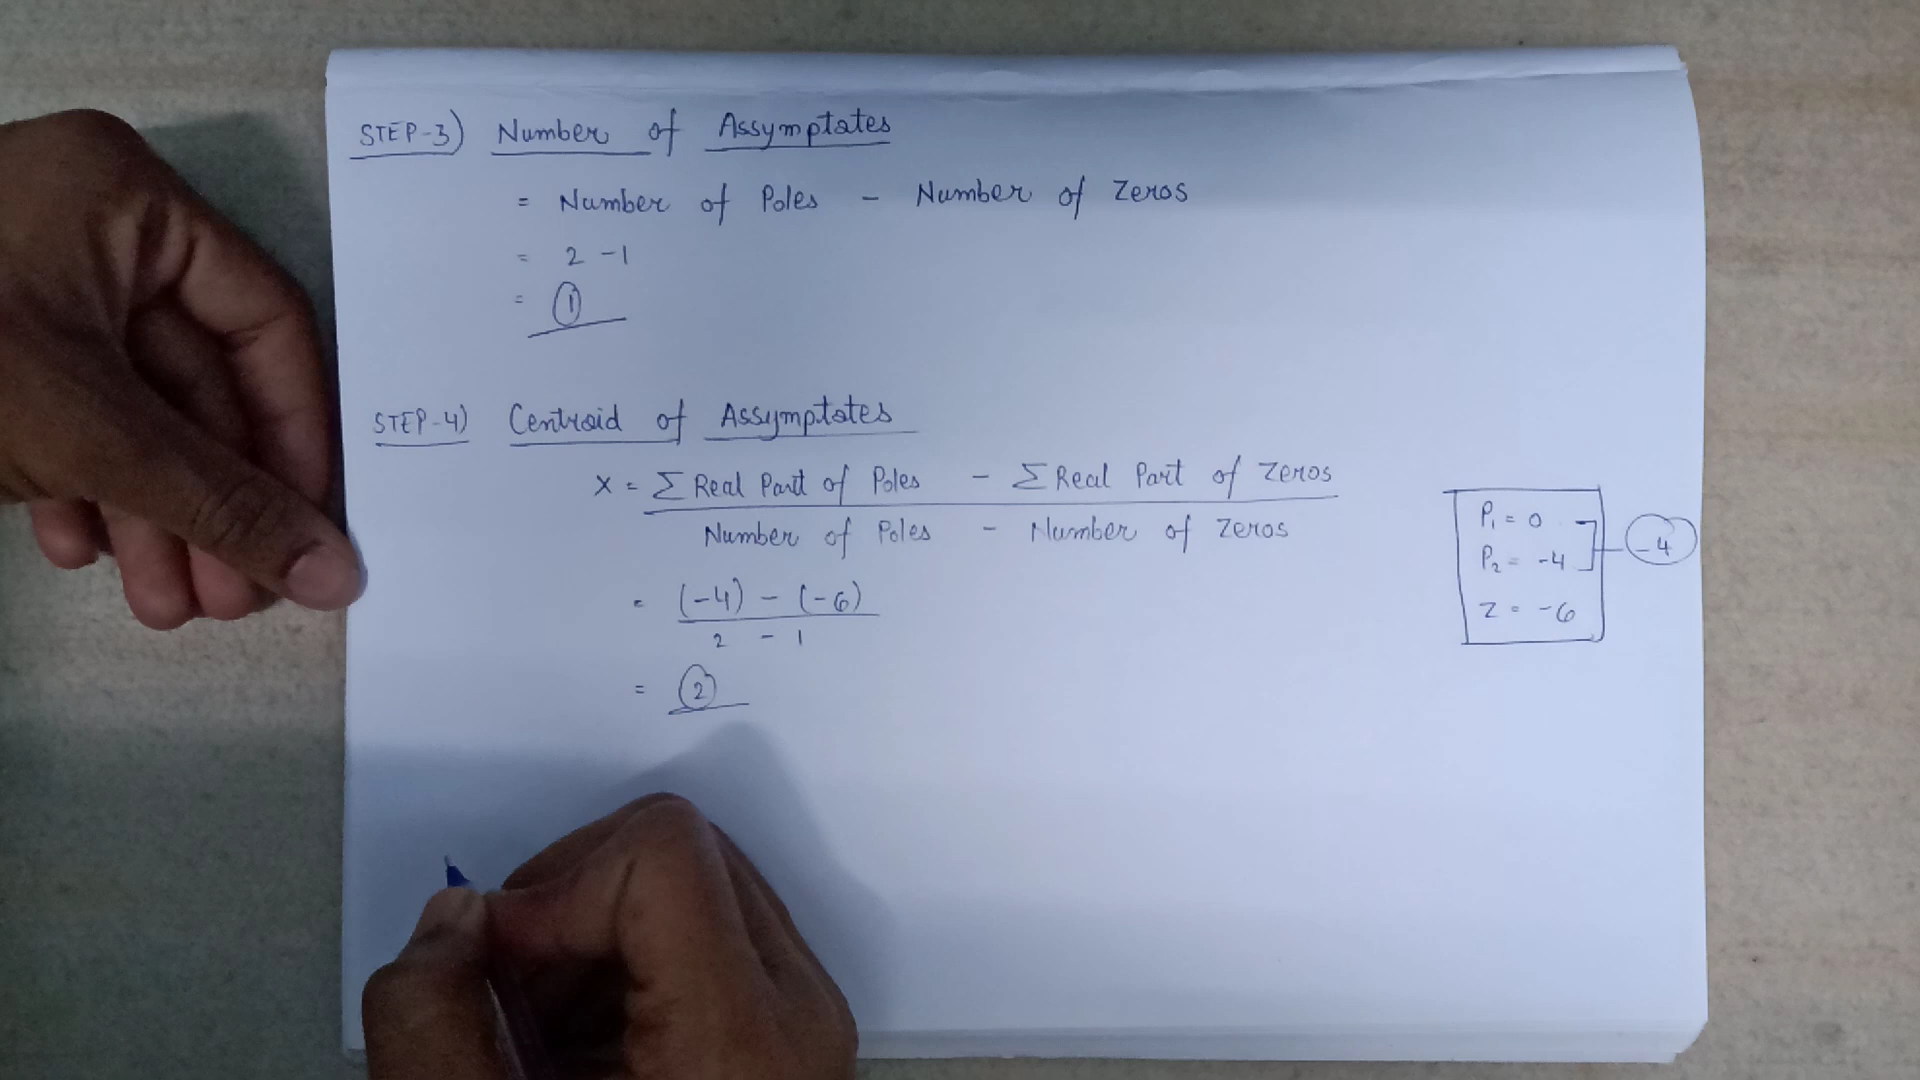 STEP-3) Number of Assymptates
= Number of Poles - Number of Zeros
= 2 - 1
= 1
STEP-4) Centroid of Assymptates
X = Σ Real Part of Poles - Σ Real Part of Zeros
Number of Poles - Number of Zeros
= (-4) - (-6)
2 - 1
= 2
P1 = 0
P2 = -4
-4
Z = -6